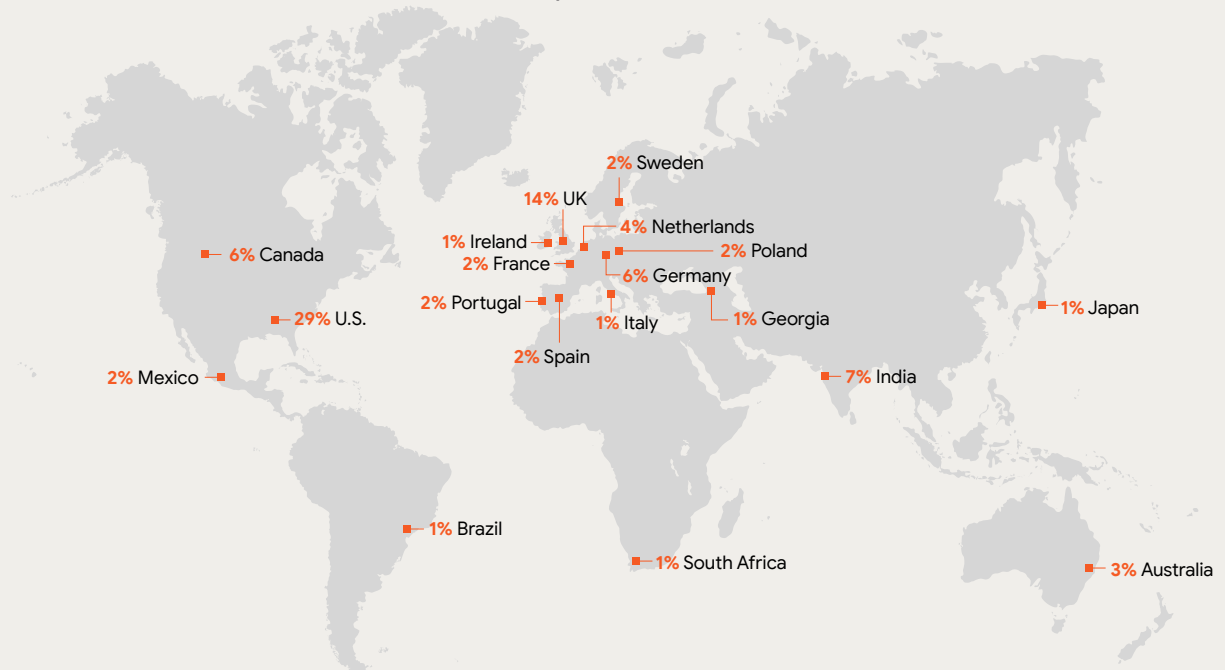 2% Sweden
14% UK
4% Netherlands
1% Ireland
2% Poland
6% Canada
2% France
6% Germany
2% Portugal
1% Japan
29% U.S.
1% Italy
1% Georgia
2% Spain
2% Mexico
7% India
1% Brazil
1% South Africa
3% Australia